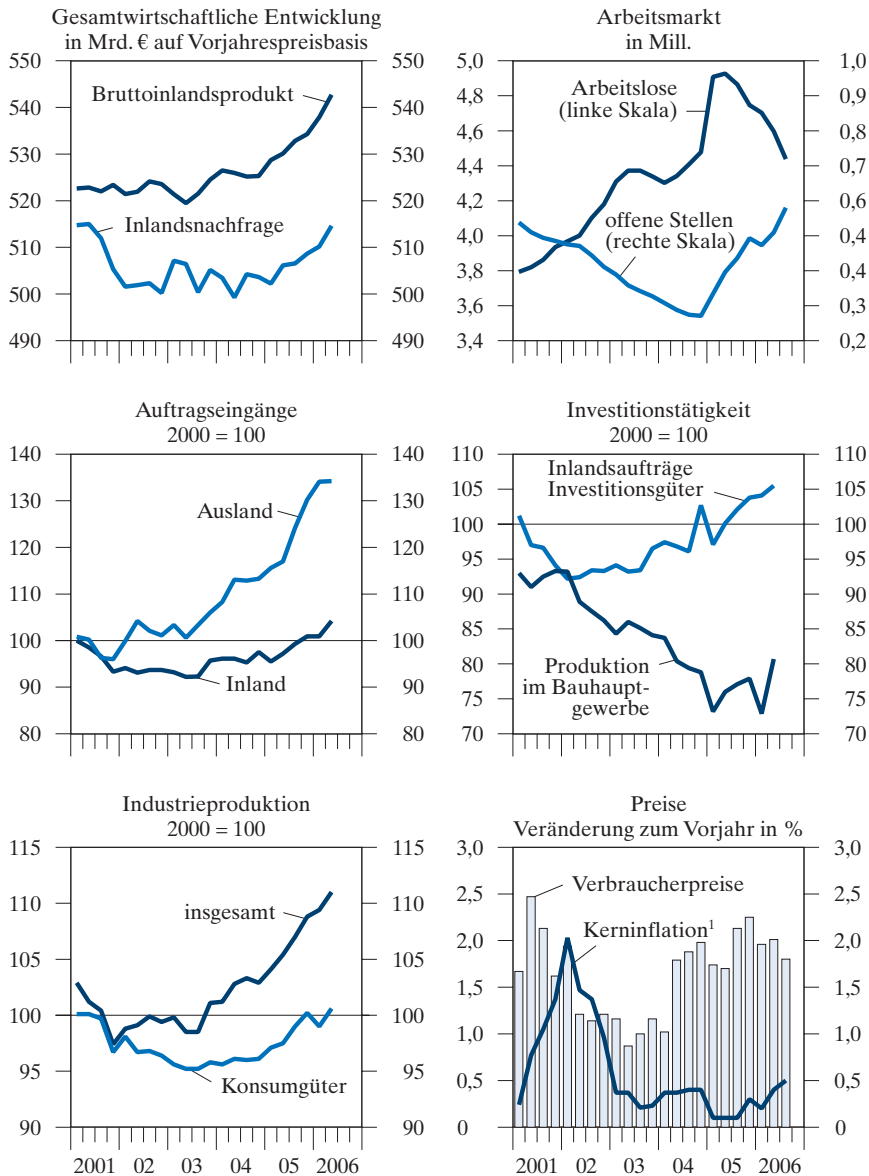 Gesamtwirtschaftliche Entwicklung
in Mrd. € auf Vorjahrespreisbasis
550
540
530
520
510
500
490
Bruttoinlandsprodukt
Inlandsnachfrage
550
540
530
520
510
500
490
Arbeitsmarkt
in Mill.
5,0
4,8
4,6
4,4
4,2
4,0
3,8
3,6
3,4
Arbeitslose
(linke Skala)
offene Stellen
(rechte Skala)
1,0
0,9
0,8
0,7
0,6
0,4
0,4
0,3
0,2
Auftragseingänge
2000 = 100
140
130
120
110
100
90
80
Ausland
Inland
140
130
120
110
100
90
80
Investitionstätigkeit
2000 = 100
110
105
100
95
90
85
80
75
70
Inlandsaufträge
Investitionsgüter
Produktion
im Bauhaupt-
gewerbe
110
105
100
95
90
85
80
75
70
Industrieproduktion
2000 = 100
115
110
105
100
95
90
insgesamt
Konsumgüter
115
110
105
100
95
90
2001 02 03 04 05 2006
Preise
Veränderung zum Vorjahr in %
3,0
2,5
2,0
1,5
1,0
0,5
0
Verbraucherpreise
Kerninflation¹
3,0
2,5
2,0
1,5
1,0
0,5
0
2001 02 03 04 05 2006